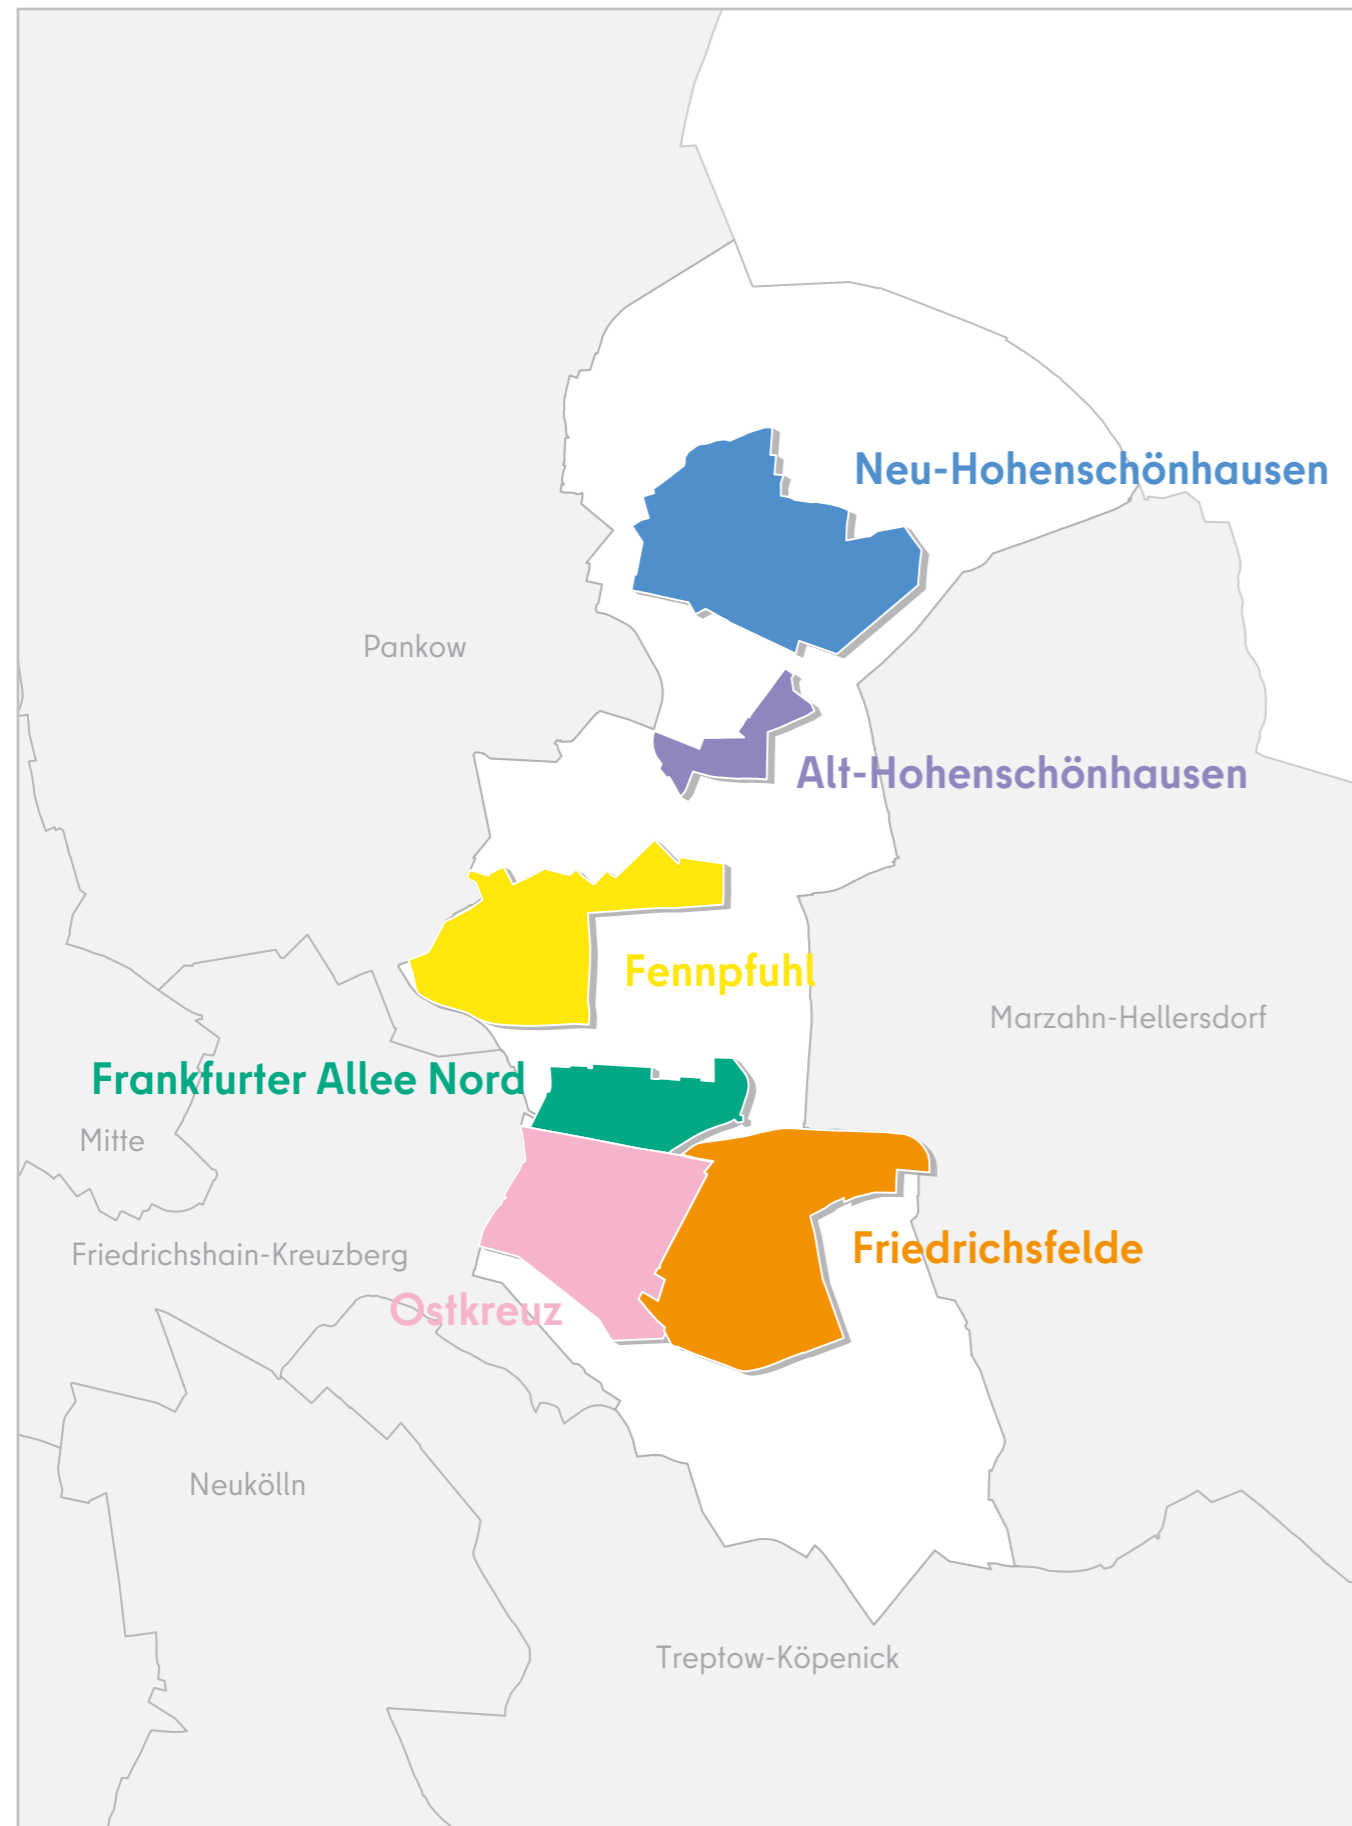 Neu-Hohenschönhausen
Pankow
Alt-Hohenschönhausen
Fennpfuhl
Marzahn-Hellersdorf
Frankfurter Allee Nord
Mitte
Friedrichsfelde
Friedrichshain-Kreuzberg
Ostkreuz
Neukölln
Treptow-Köpenick